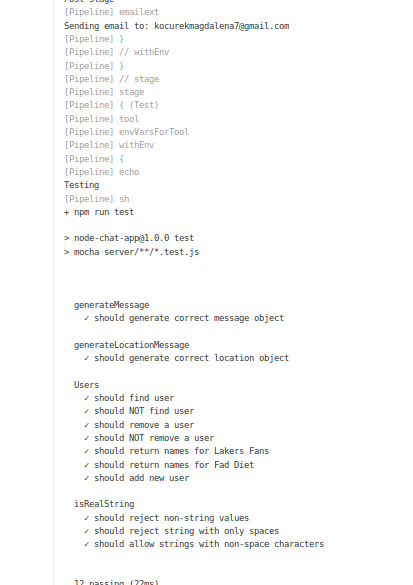 Post stage
[Pipeline] emailext
Sending email to: kocurekmagdalena7@gmail.com
[Pipeline] }
[Pipeline] // withEnv
[Pipeline] }
[Pipeline] // stage
[Pipeline] stage
[Pipeline] { (Test)
[Pipeline] tool
[Pipeline] envVarsForTool
[Pipeline] withEnv
[Pipeline] {
[Pipeline] echo
Testing
[Pipeline] sh
+ npm run test
> node-chat-app@1.0.0 test
> mocha server/**/*.test.js
generateMessage
✓ should generate correct message object
generateLocationMessage
✓ should generate correct location object
Users
✓ should find user
✓ should NOT find user
✓ should remove a user
✓ should NOT remove a user
✓ should return names for Lakers Fans
✓ should return names for Fad Diet
✓ should add new user
isRealString
✓ should reject non-string values
✓ should reject string with only spaces
✓ should allow strings with non-space characters
12 passing (22ms)